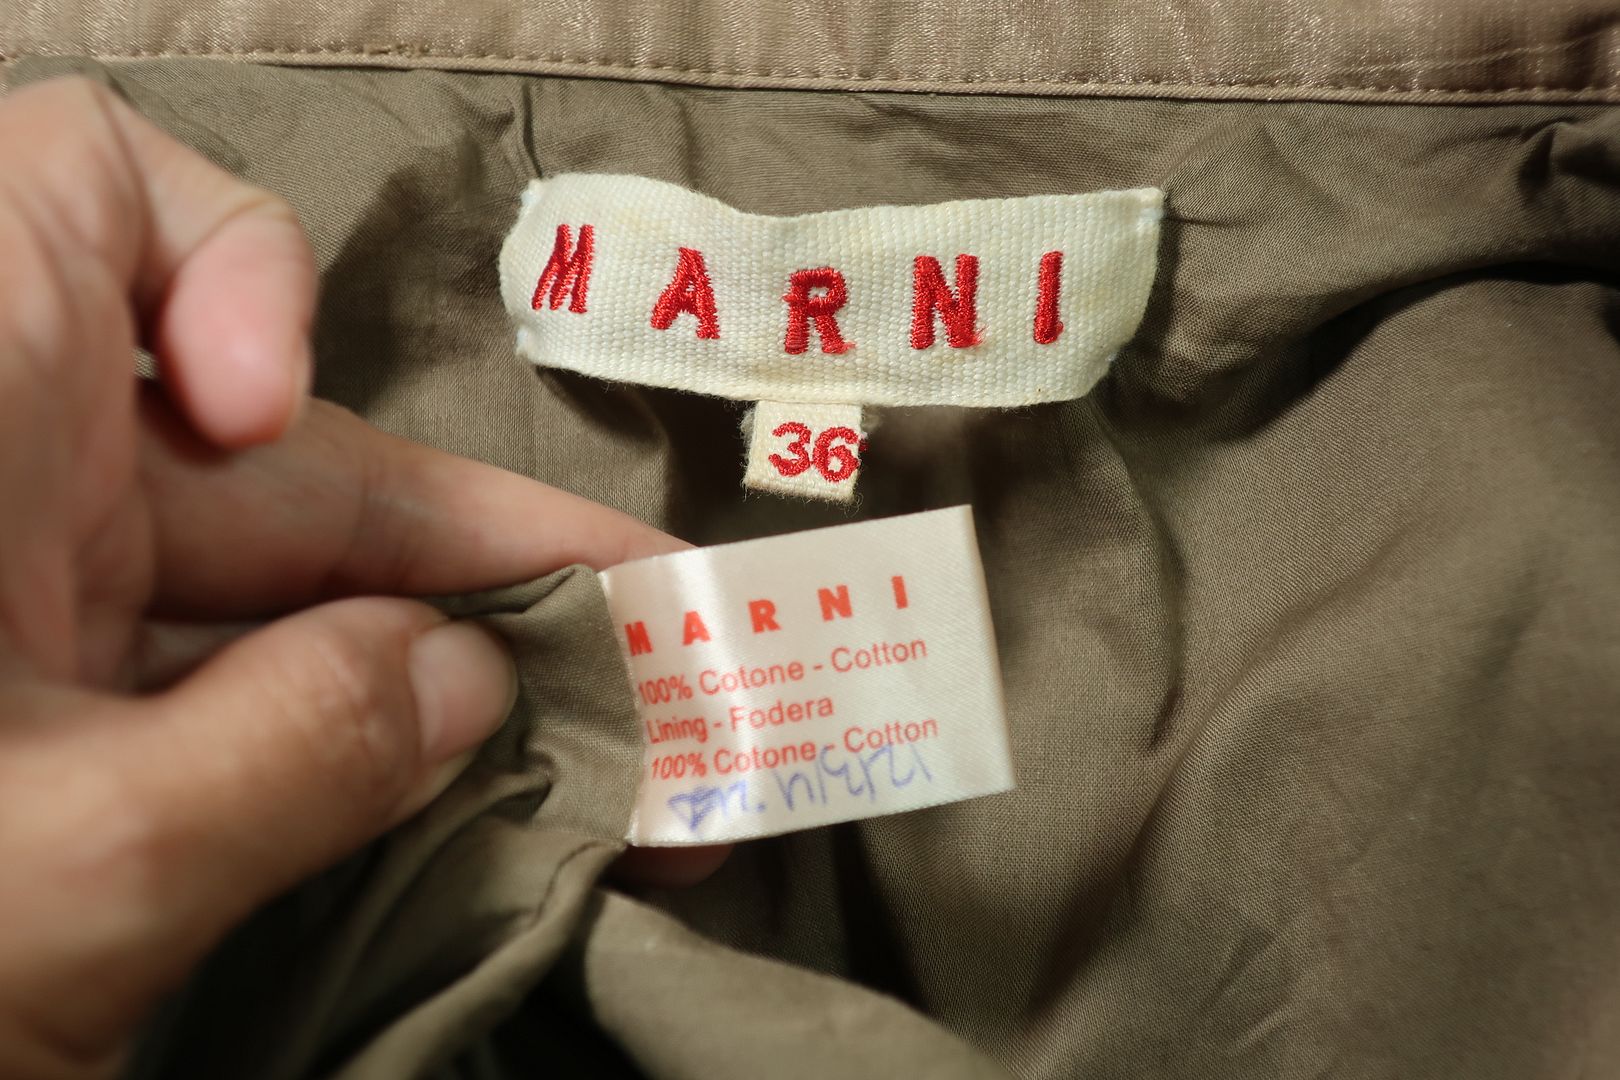 MARNI
36
MARNI
100% Cotone - Cotton
Lining - Fodera
100% Cotone - Cotton